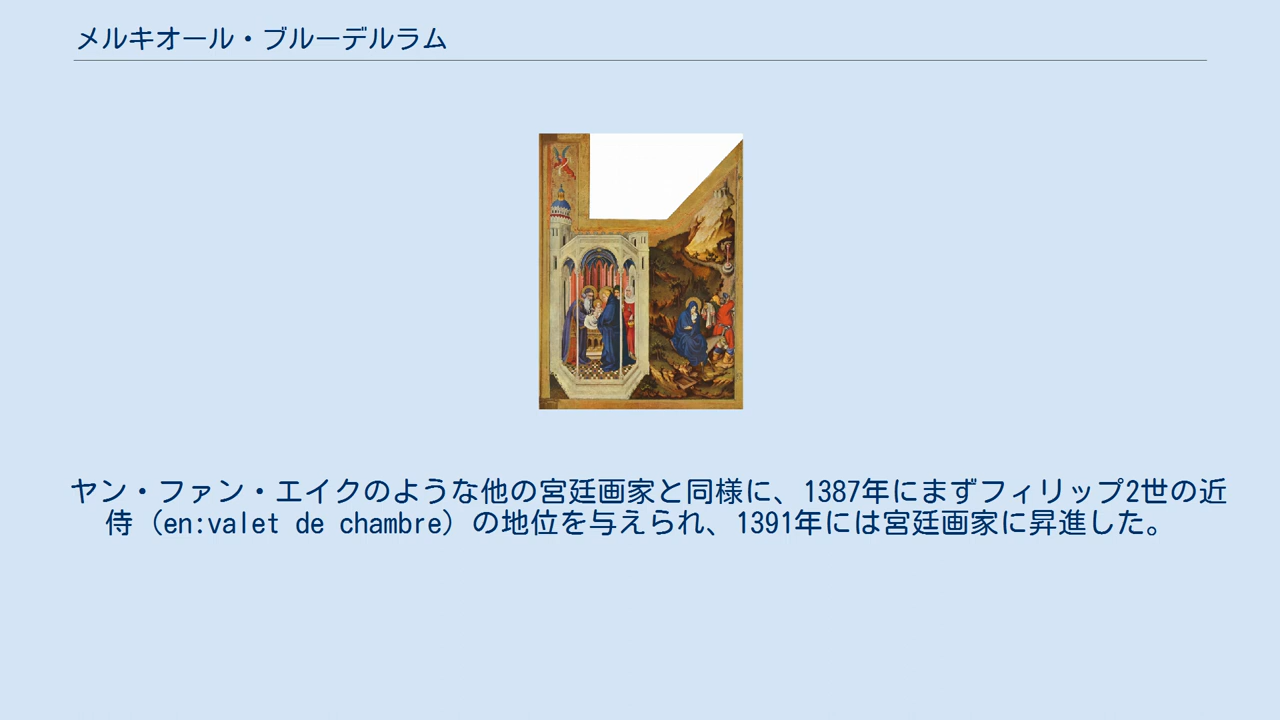 メルキオール・ブルーデルラム
ヤン・ファン・エイクのような他の宮廷画家と同様に、1387年にまずフィリップ2世の近
侍（en:valet de chambre）の地位を与えられ、1391年には宮廷画家に昇進した。